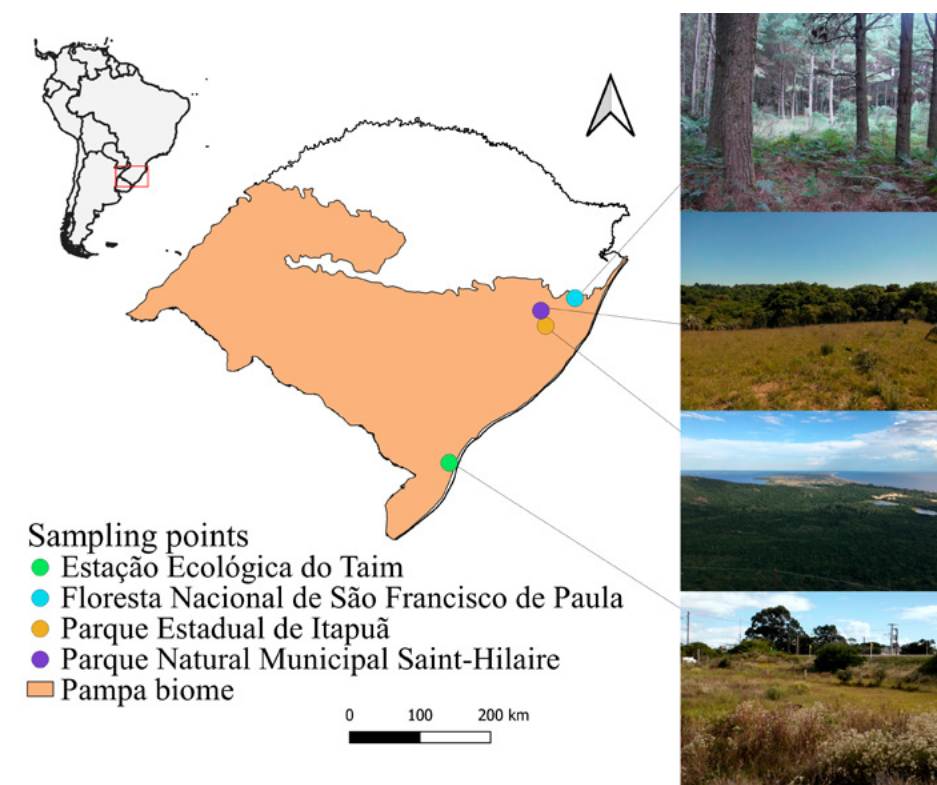 Sampling points
Estação Ecológica do Taim
Floresta Nacional de São Francisco de Paula
Parque Estadual de Itapuã
Parque Natural Municipal Saint-Hilaire
Pampa biome
0 100 200 km